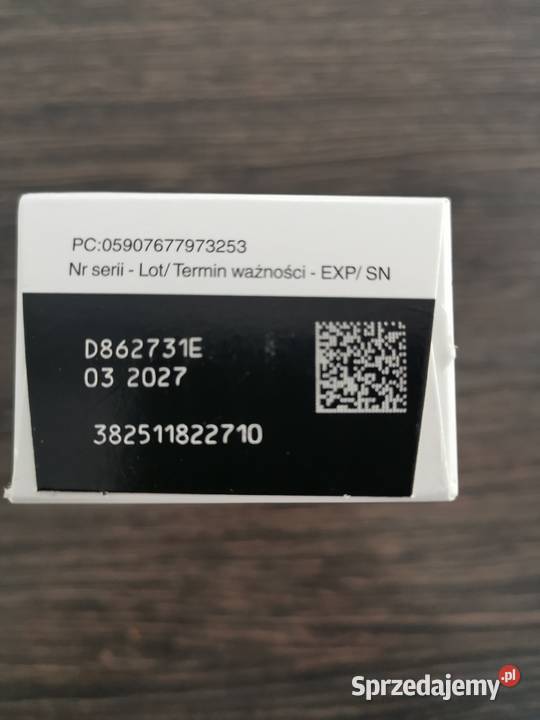 PC:05907677973253
Nr serii - Lot/ Termin ważności - EXP/ SN
D862731E
03 2027
382511822710
Sprzedajemy.pl